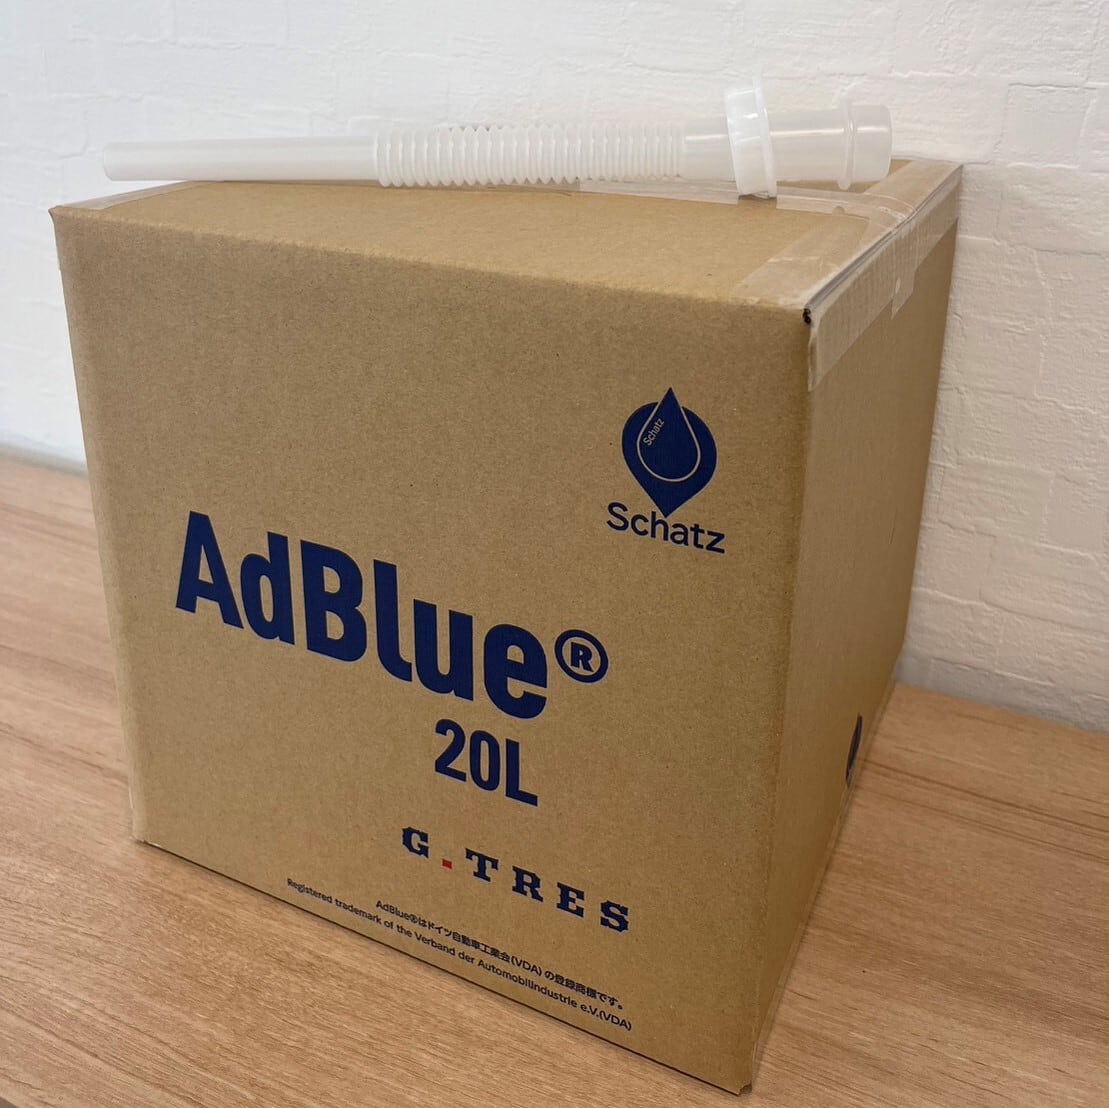 Schatz
Schatz
AdBlue®
20L
G.TRES
AdBlue®はドイツ自動車工業会(VDA)の登録商標です。
Registered trademark of the Verband der Automobilindustrie e.V.(VDA)